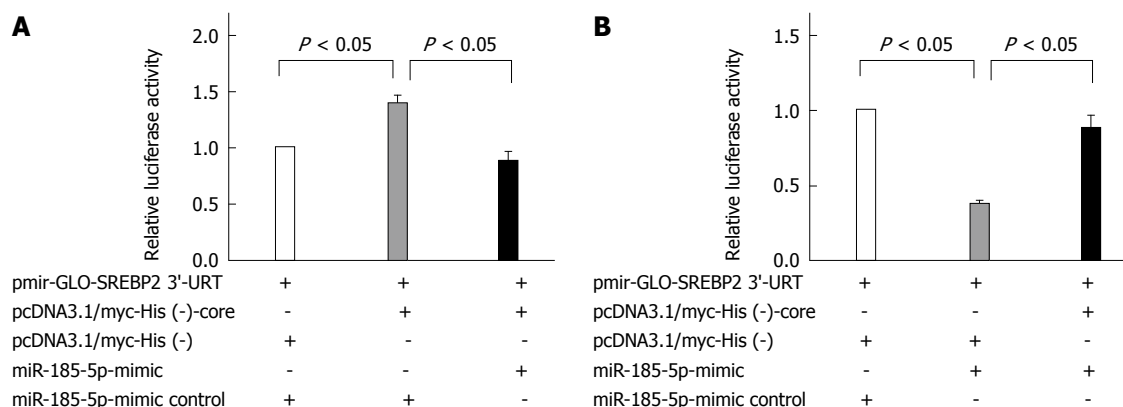 A
Relative luciferase activity
2.0
1.5
1.0
0.5
0.0
P < 0.05 P < 0.05
pmir-GLO-SREBP2 3'-URT + + +
pcDNA3.1/myc-His (-)-core - + +
pcDNA3.1/myc-His (-) + - -
miR-185-5p-mimic - - +
miR-185-5p-mimic control + + -
B
Relative luciferase activity
1.5
1.0
0.5
0.0
P < 0.05 P < 0.05
pmir-GLO-SREBP2 3'-URT + + +
pcDNA3.1/myc-His (-)-core - - +
pcDNA3.1/myc-His (-) + + -
miR-185-5p-mimic - + +
miR-185-5p-mimic control + - -